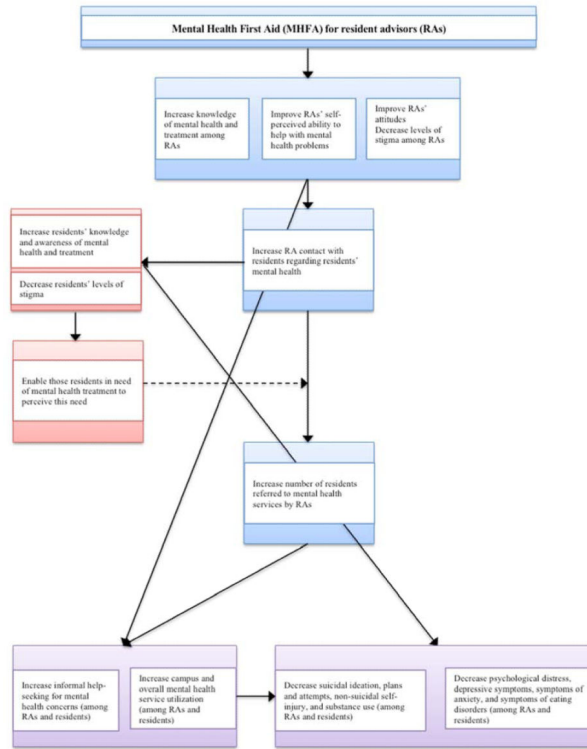 Mental Health First Aid (MHFA) for resident advisors (RAs)
Increase knowledge
of mental health and
treatment among
RAs
Improve RAs' self-
perceived ability to
help with mental
health problems
Improve RAs'
attitudes
Decrease levels of
stigma among RAs
Increase residents' knowledge
and awareness of mental
health and treatment
Decrease residents' levels of
stigma
Increase RA contact with
residents regarding residents'
mental health
Enable those residents in need
of mental health treatment to
perceive this need
Increase number of residents
referred to mental health
services by RAs
Increase informal help-
seeking for mental
health concerns (among
RAs and residents)
Increase campus and
overall mental health
service utilization
(among RAs and
residents)
Decrease suicidal ideation, plans
and attempts, non-suicidal self-
injury, and substance use (among
RAs and residents)
Decrease psychological distress,
depressive symptoms, symptoms of
anxiety, and symptoms of eating
disorders (among RAs and
residents)